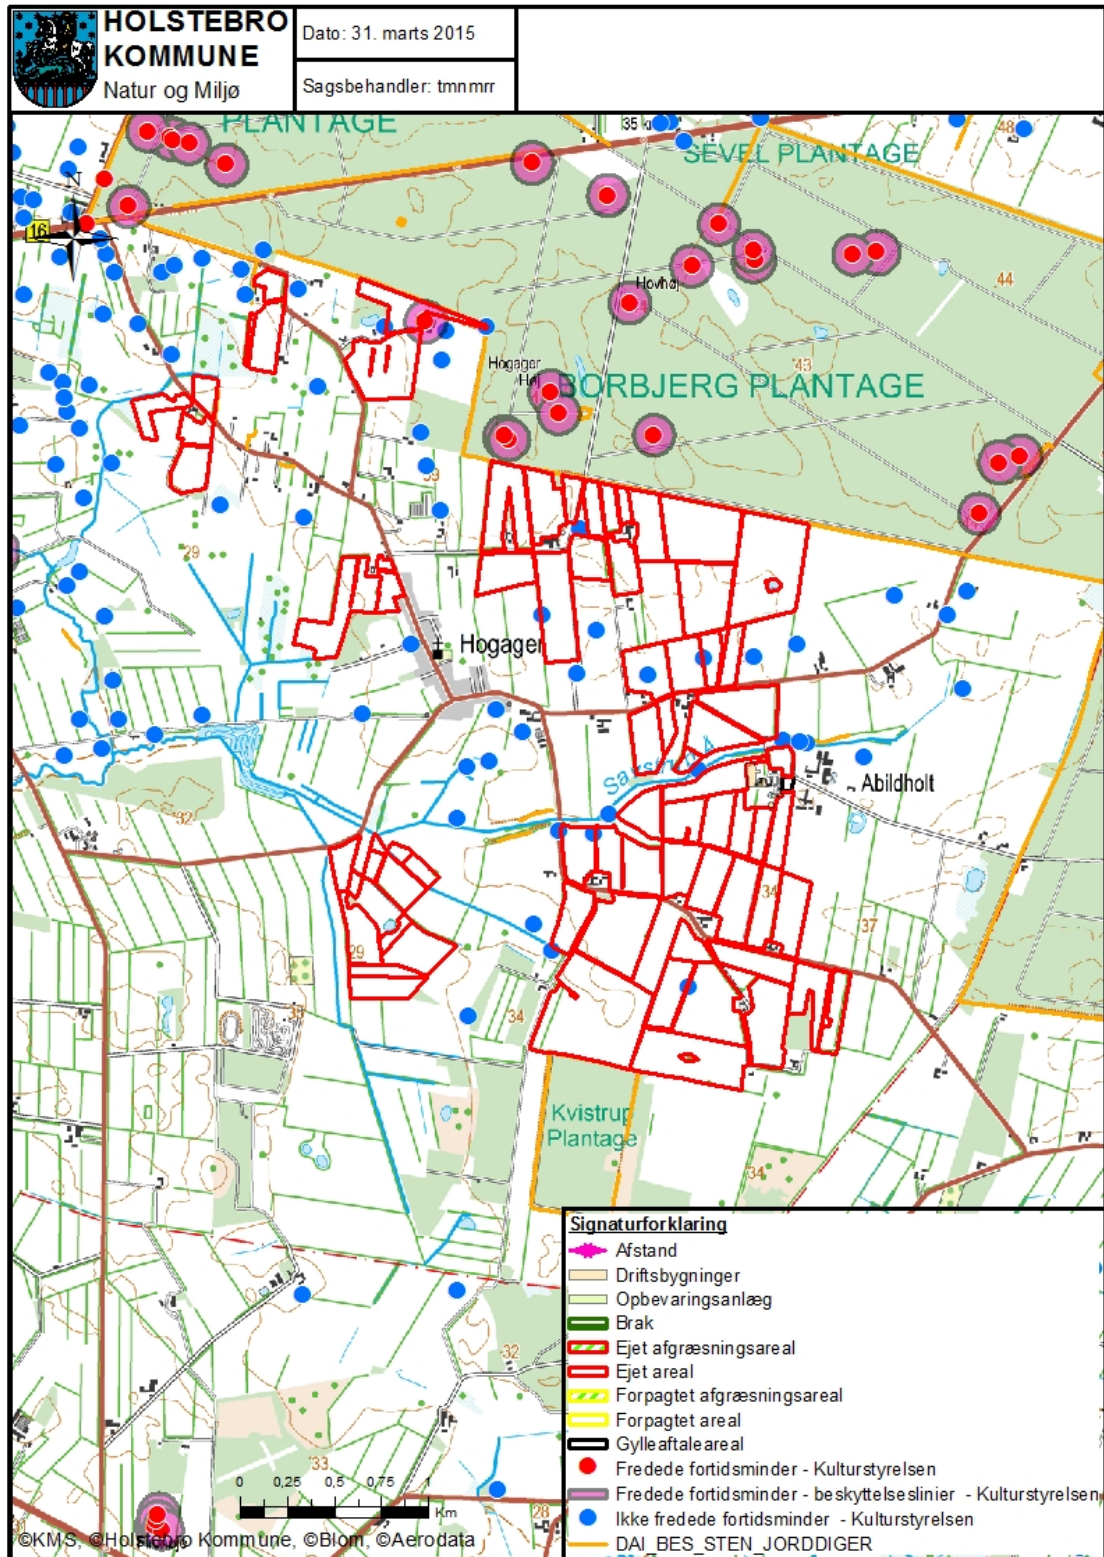 HOLSTEBRO
KOMMUNE
Natur og Miljø
Dato: 31. marts 2015
Sagsbehandler: tmnmrr
PLANTAGE
35
48
SEVEL PLANTAGE
N
16
Hovhøj
44
43
Hogager
Høj
BORBJERG PLANTAGE
39
29
Hogager
Abildholt
32
34
37
29
35
34
Kvistrup
Plantage
34
32
33
28
Signaturforklaring
Afstand
Driftsbygninger
Opbevaringsanlæg
Brak
Ejet afgræsningsareal
Ejet areal
Forpagtet afgræsningsareal
Forpagtet areal
Gylleaftaleareal
Fredede fortidsminder - Kulturstyrelsen
Fredede fortidsminder - beskyttelseslinier - Kulturstyrelsen
Ikke fredede fortidsminder - Kulturstyrelsen
DAI_BES_STEN_JORDDIGER
0 0,25 0,5 0,75 1
Km
©KMS, ©Holstebro Kommune, ©Blom, ©Aerodata